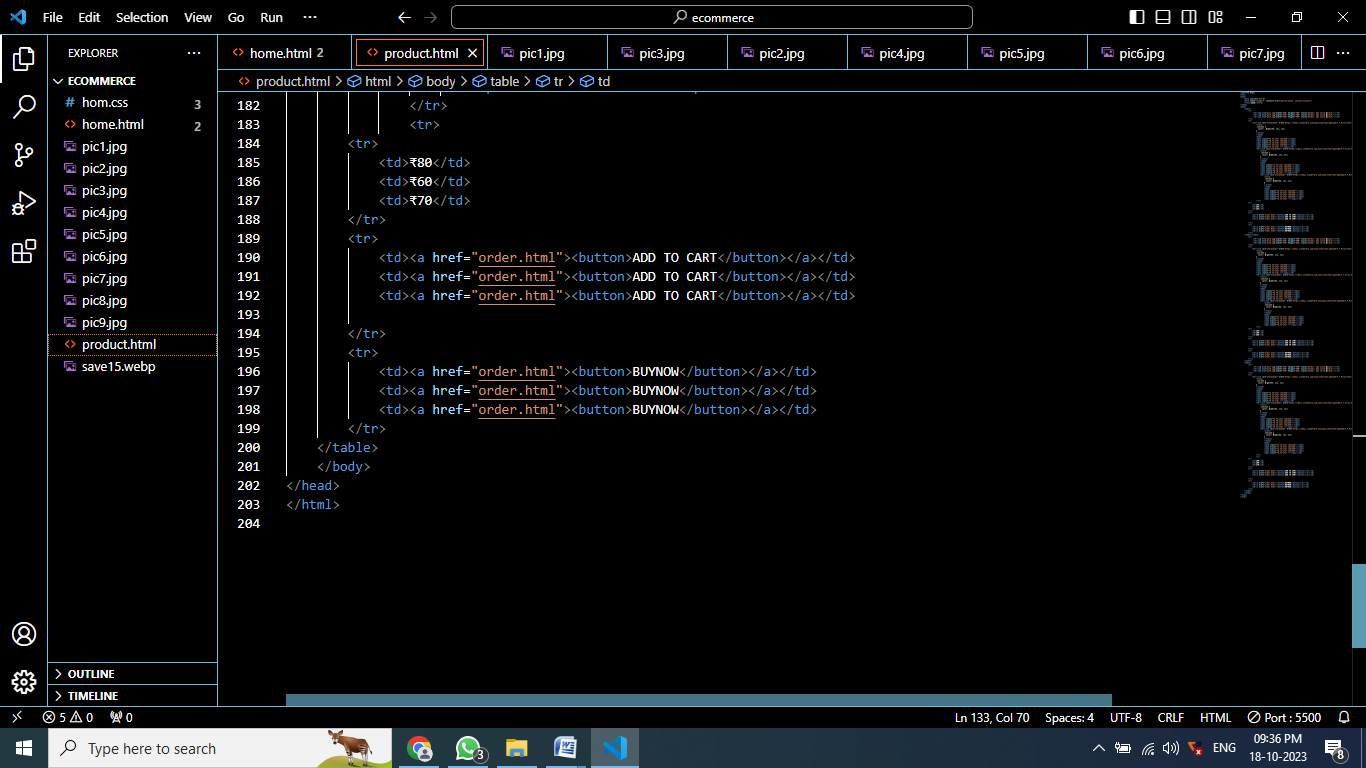 File Edit Selection View Go Run ··· ecommerce
EXPLORER ···
ECOMMERCE
# hom.css 3
<> home.html 2
pic1.jpg
pic2.jpg
pic3.jpg
pic4.jpg
pic5.jpg
pic6.jpg
pic7.jpg
pic8.jpg
pic9.jpg
<> product.html
save15.webp
OUTLINE
TIMELINE
<> home.html 2 <> product.html pic1.jpg pic3.jpg pic2.jpg pic4.jpg pic5.jpg pic6.jpg pic7.jpg ···
<> product.html > html > body > table > tr > td
182 </tr>
183 <tr>
184 <tr>
185 <td>₹80</td>
186 <td>₹60</td>
187 <td>₹70</td>
188 </tr>
189 <tr>
190 <td><a href="order.html"><button>ADD TO CART</button></a></td>
191 <td><a href="order.html"><button>ADD TO CART</button></a></td>
192 <td><a href="order.html"><button>ADD TO CART</button></a></td>
193
194 </tr>
195 <tr>
196 <td><a href="order.html"><button>BUYNOW</button></a></td>
197 <td><a href="order.html"><button>BUYNOW</button></a></td>
198 <td><a href="order.html"><button>BUYNOW</button></a></td>
199 </tr>
200 </table>
201 </body>
202 </head>
203 </html>
204
5 0 0 Ln 133, Col 70 Spaces: 4 UTF-8 CRLF HTML Port : 5500
Type here to search 3 ENG 09:36 PM
18-10-2023 8